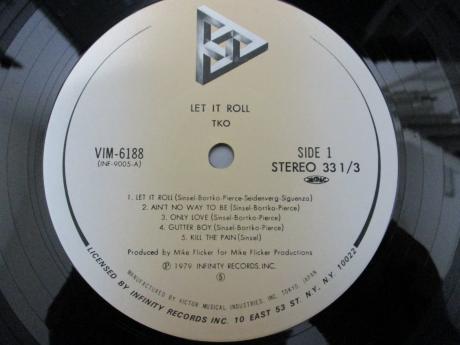 LET IT ROLL
TKO
VIM-6188
(INF-9005-A)
SIDE 1
STEREO 33 1/3
1. LET IT ROLL (Sinsel-Bortko-Pierce-Seidenverg-Siguenza)
2. AIN'T NO WAY TO BE (Sinsel-Bortko-Pierce)
3. ONLY LOVE (Sinsel-Bortko-Pierce)
4. GUTTER BOY (Sinsel-Bortko-Pierce)
5. KILL THE PAIN (Sinsel)
Produced by Mike Flicker for Mike Flicker Productions
Ⓟ 1979 INFINITY RECORDS, INC.
Ⓢ
MANUFACTURED BY VICTOR MUSICAL INDUSTRIES, INC. TOKYO, JAPAN
LICENSED BY INFINITY RECORDS INC. 10 EAST 53 ST. NY. NY. 10022